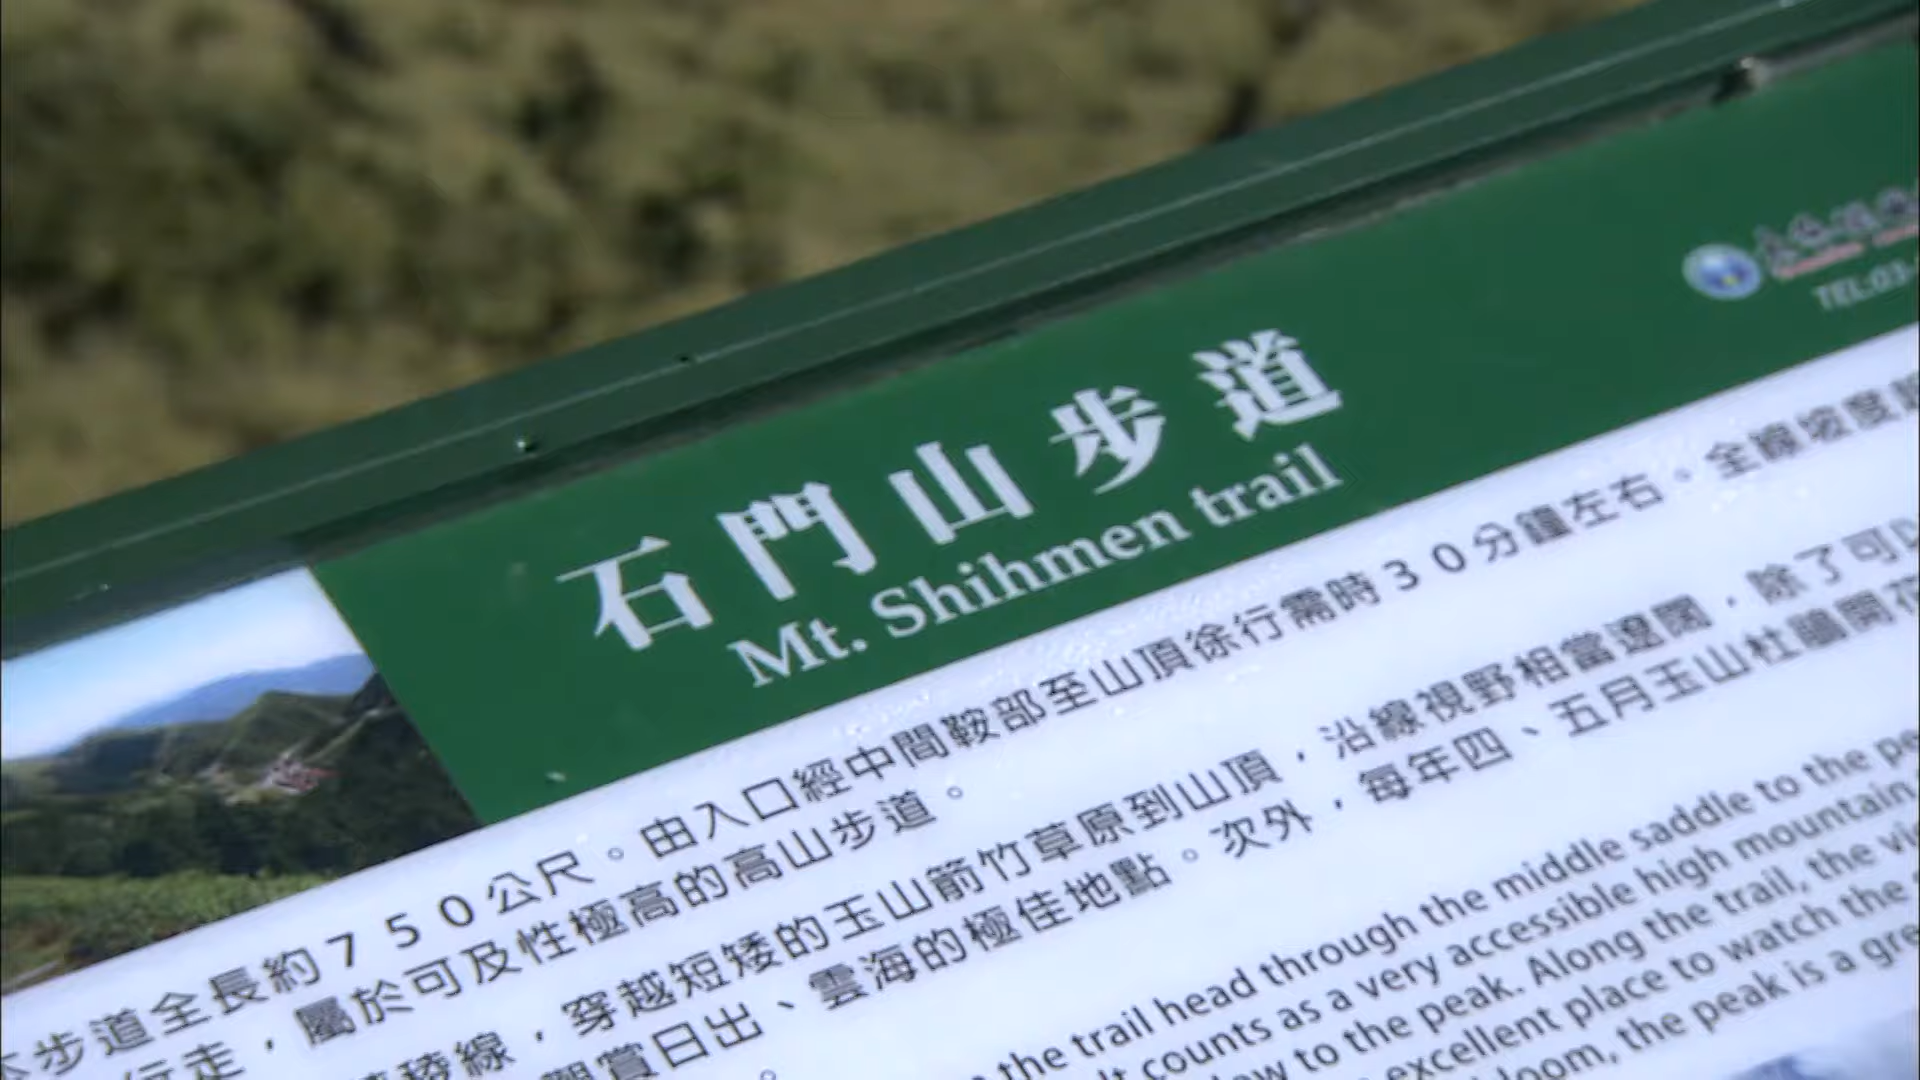 石門山步道
Mt. Shihmen trail
TEL:03-
步道全長約750公尺。由入口經中間鞍部至山頂徐行需時30分鐘左右。全線坡度
行走，屬於可及性極高的高山步道。
稜線，穿越短矮的玉山箭竹草原到山頂，沿線視野相當遼闊，除了可以
觀賞日出、雲海的極佳地點。次外，每年四、五月玉山杜鵑開花
the trail head through the middle saddle to the pe
It counts as a very accessible high mountain
to the peak. Along the trail, the vi
excellent place to watch the
bloom, the peak is a gre